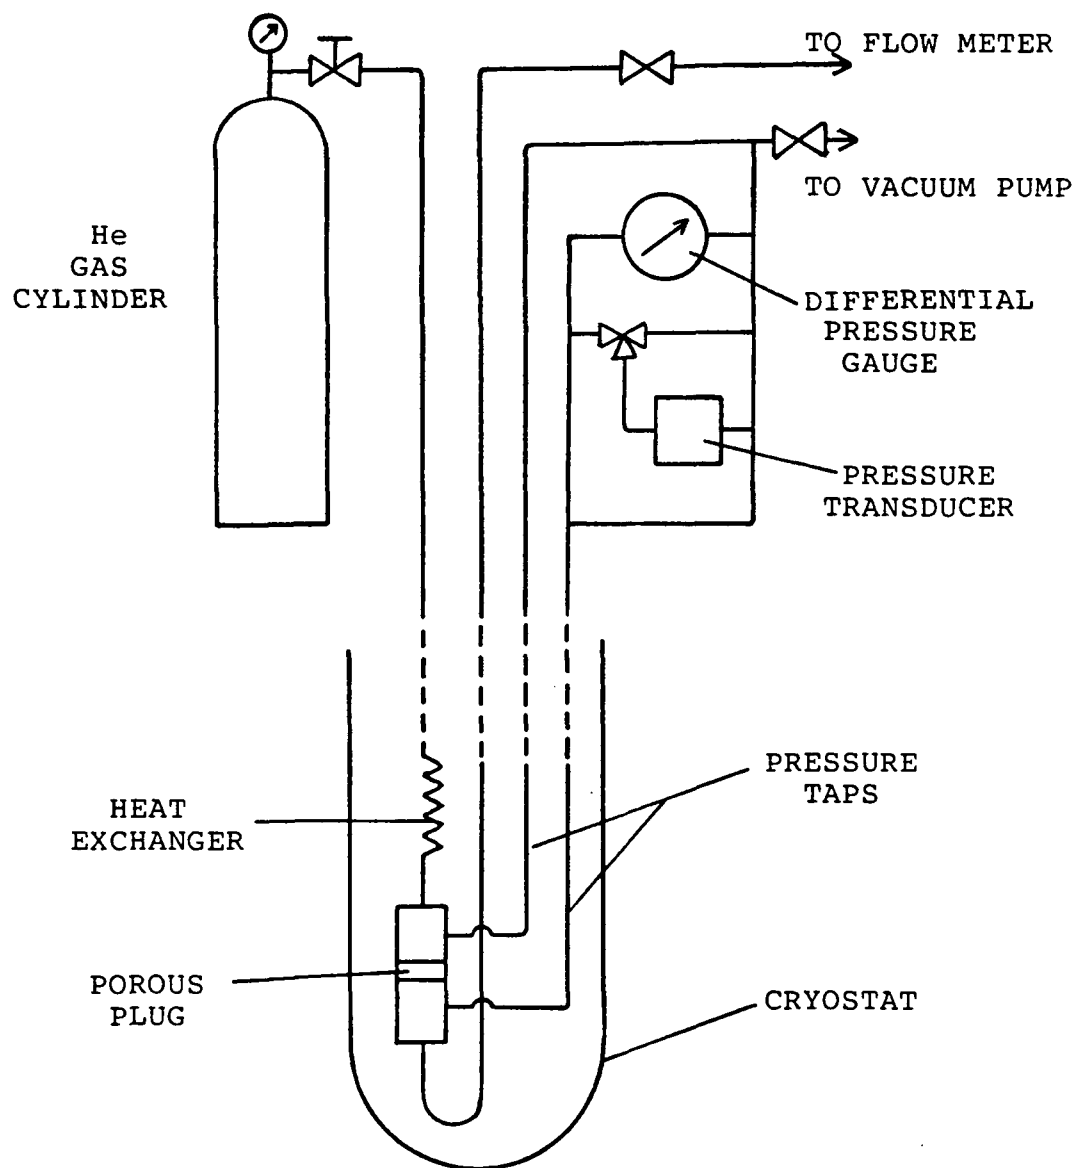 TO FLOW METER
TO VACUUM PUMP
He
GAS
CYLINDER
DIFFERENTIAL
PRESSURE
GAUGE
PRESSURE
TRANSDUCER
PRESSURE
TAPS
HEAT
EXCHANGER
POROUS
PLUG
CRYOSTAT